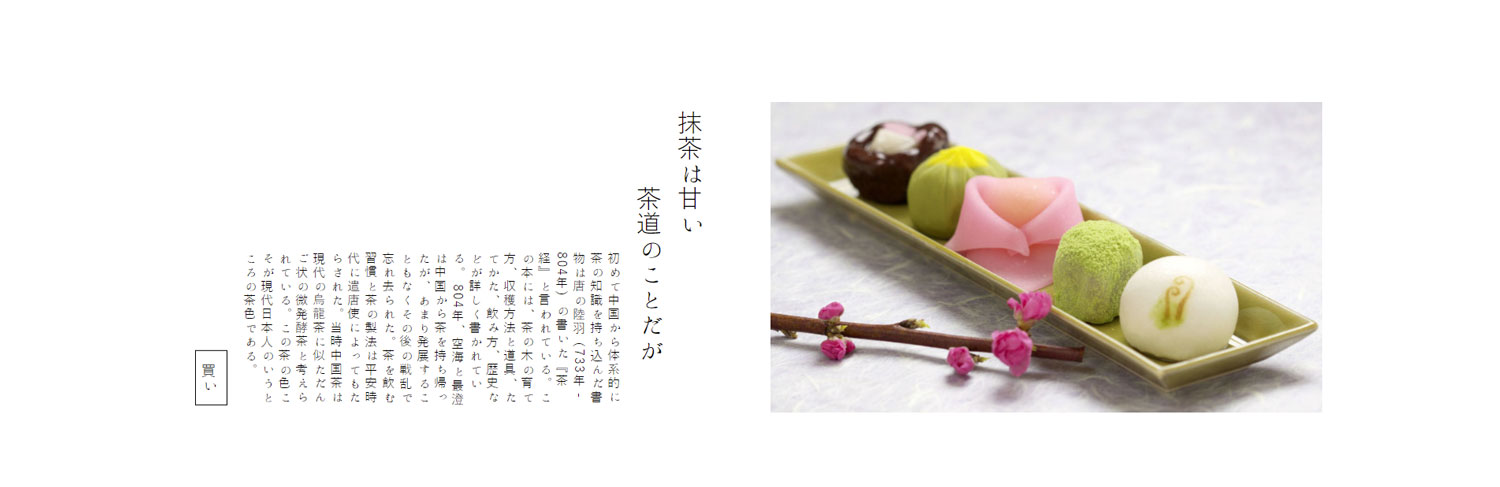 抹茶は甘い
茶道のことだが
初めて中国から体系的に
茶の知識を持ち込んだ書
物は唐の陸羽(733年-
804年)の書いた『茶
経』と言われている。こ
の本には、茶の木の育て
方、収穫方法と道具、た
てかた、飲み方、歴史な
どが詳しく書かれてい
る。804年、空海と最澄
は中国から茶を持ち帰っ
たが、あまり発展するこ
ともなくその後の戦乱で
忘れ去られた。茶を飲む
習慣と茶の製法は平安時
代に遣唐使によってもた
らされた。当時中国茶は
現代の烏龍茶に似ただん
ご状の微発酵茶と考えら
れている。この茶の色こ
そが現代日本人のいうと
ころの茶色である。
買い